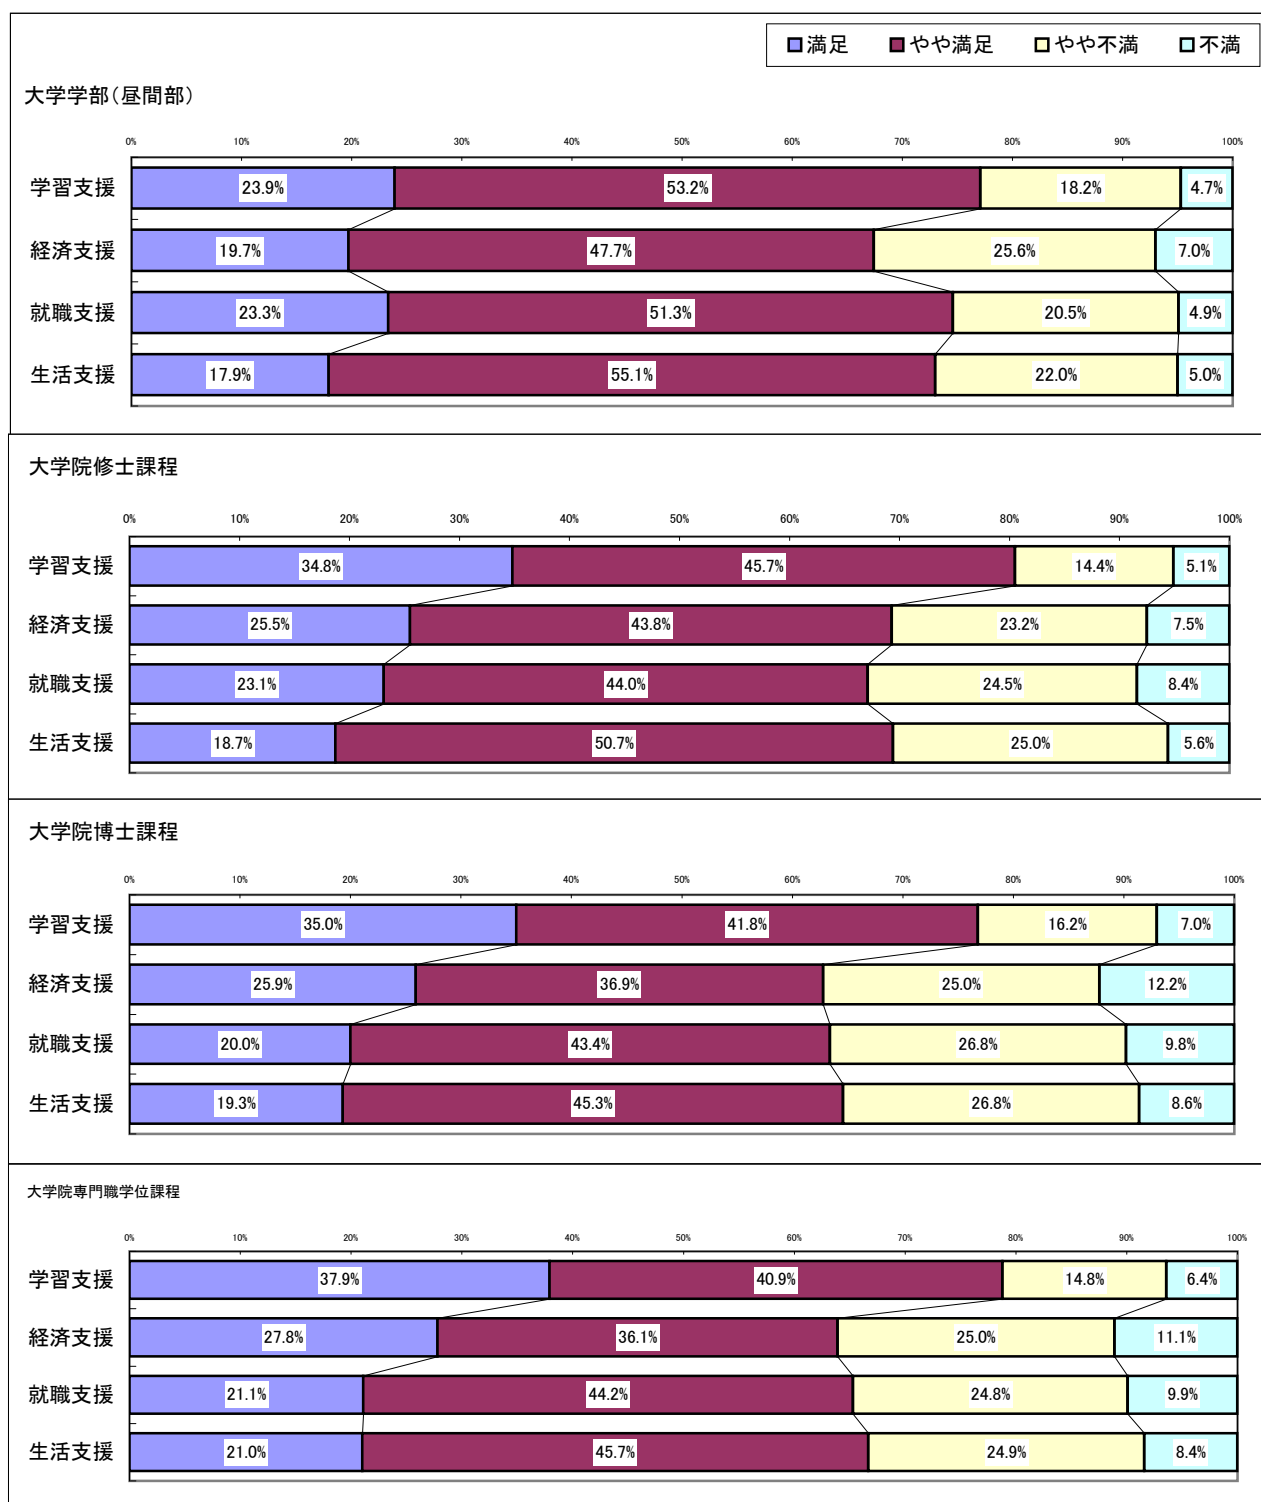 満足 やや満足 やや不満 不満
大学学部(昼間部)
0% 10% 20% 30% 40% 50% 60% 70% 80% 90% 100%
学習支援 23.9% 53.2% 18.2% 4.7%
経済支援 19.7% 47.7% 25.6% 7.0%
就職支援 23.3% 51.3% 20.5% 4.9%
生活支援 17.9% 55.1% 22.0% 5.0%
大学院修士課程
0% 10% 20% 30% 40% 50% 60% 70% 80% 90% 100%
学習支援 34.8% 45.7% 14.4% 5.1%
経済支援 25.5% 43.8% 23.2% 7.5%
就職支援 23.1% 44.0% 24.5% 8.4%
生活支援 18.7% 50.7% 25.0% 5.6%
大学院博士課程
0% 10% 20% 30% 40% 50% 60% 70% 80% 90% 100%
学習支援 35.0% 41.8% 16.2% 7.0%
経済支援 25.9% 36.9% 25.0% 12.2%
就職支援 20.0% 43.4% 26.8% 9.8%
生活支援 19.3% 45.3% 26.8% 8.6%
大学院専門職学位課程
0% 10% 20% 30% 40% 50% 60% 70% 80% 90% 100%
学習支援 37.9% 40.9% 14.8% 6.4%
経済支援 27.8% 36.1% 25.0% 11.1%
就職支援 21.1% 44.2% 24.8% 9.9%
生活支援 21.0% 45.7% 24.9% 8.4%